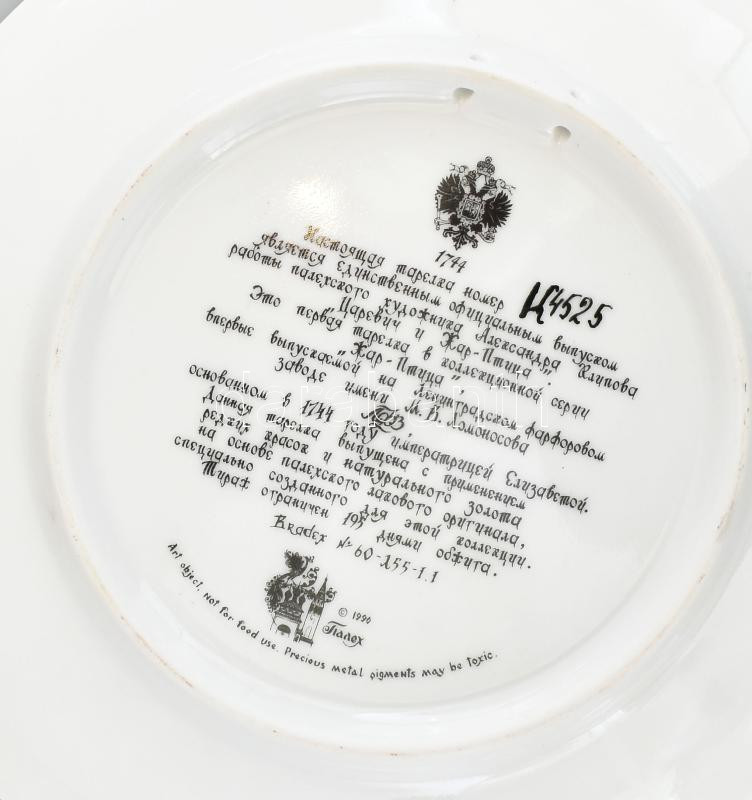 1744
Настоящая тарелка номер Ц4525
является единственным официальным выпуском
работы палехского художника Александра Клупова
"Царевич и Жар-Птица".
Это первая тарелка в коллекционной серии
"Жар-Птица"
впервые выпускаемой на Ленинградском фарфоровом
заводе имени М. В. Ломоносова
основанном в 1744 году императрицей Елизаветой.
Данная тарелка выпущена с применением
редких красок и натурального золота
на основе палехского лакового оригинала,
специально созданного для этой коллекции.
Тираж ограничен 195 днями обжига.
Bradex № 60-Л55-1.1
© 1990
Палех
Art object. Not for food use. Precious metal pigments may be toxic.
darabanth